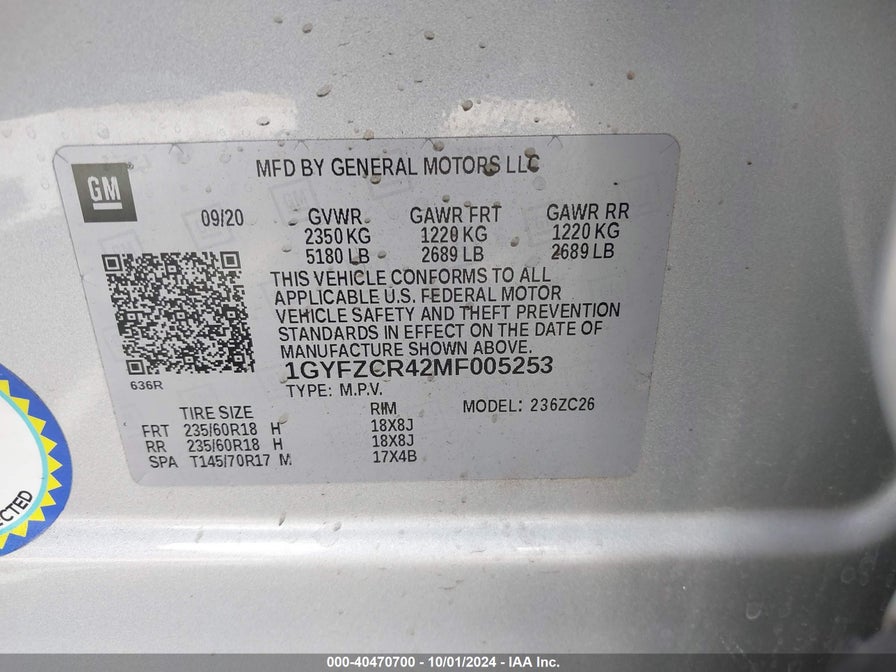 GM
MFD BY GENERAL MOTORS LLC
09/20 GVWR GAWR FRT GAWR RR
2350 KG 1220 KG 1220 KG
5180 LB 2689 LB 2689 LB
THIS VEHICLE CONFORMS TO ALL
APPLICABLE U.S. FEDERAL MOTOR
VEHICLE SAFETY AND THEFT PREVENTION
STANDARDS IN EFFECT ON THE DATE OF
MANUFACTURE SHOWN ABOVE.
1GYFZCR42MF005253
636R
TYPE: M.P.V.
TIRE SIZE RIM MODEL: 236ZC26
FRT 235/60R18 H 18X8J
RR 235/60R18 H 18X8J
SPA T145/70R17 M 17X4B
000-40470700 - 10/01/2024 - IAA Inc.